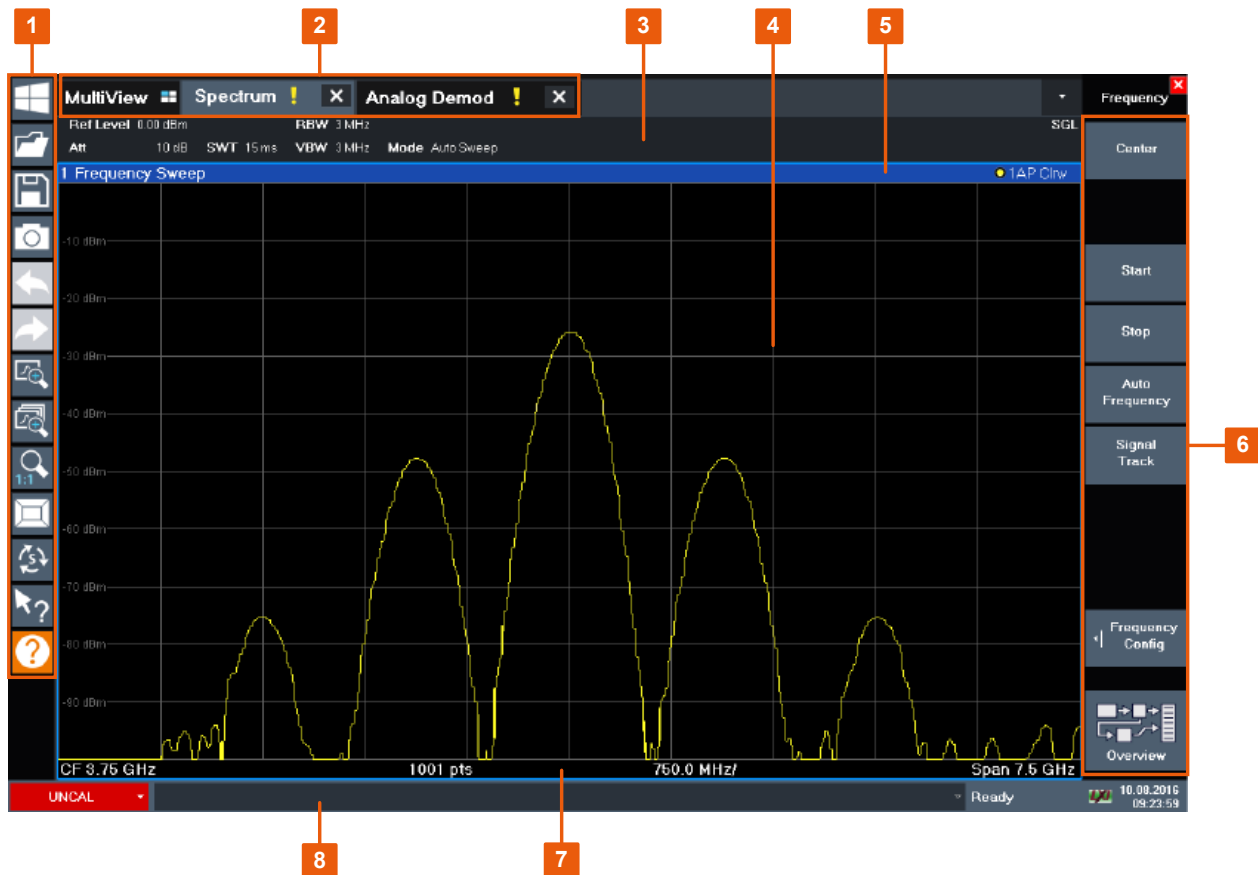 1
2
3
4
5
MultiView Spectrum ! X Analog Demod ! X
Frequency
Ref Level 0.00 dBm RBW 3 MHz SGL
Att 10 dB SWT 15 ms VBW 3 MHz Mode Auto Sweep
1 Frequency Sweep 1AP Clrw
-10 dBm
-20 dBm
-30 dBm
-40 dBm
-50 dBm
-60 dBm
-70 dBm
-80 dBm
-90 dBm
CF 3.75 GHz 1001 pts 750.0 MHz/ Span 7.5 GHz
1:1
S
?
?
Center
Start
Stop
Auto
Frequency
Signal
Track
6
Frequency
Config
Overview
UNCAL Ready 10.08.2016
09:23:59
8
7